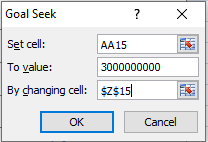 Goal Seek
Set cell: AA15
To value: 3000000000
By changing cell: $Z$15
OK Cancel